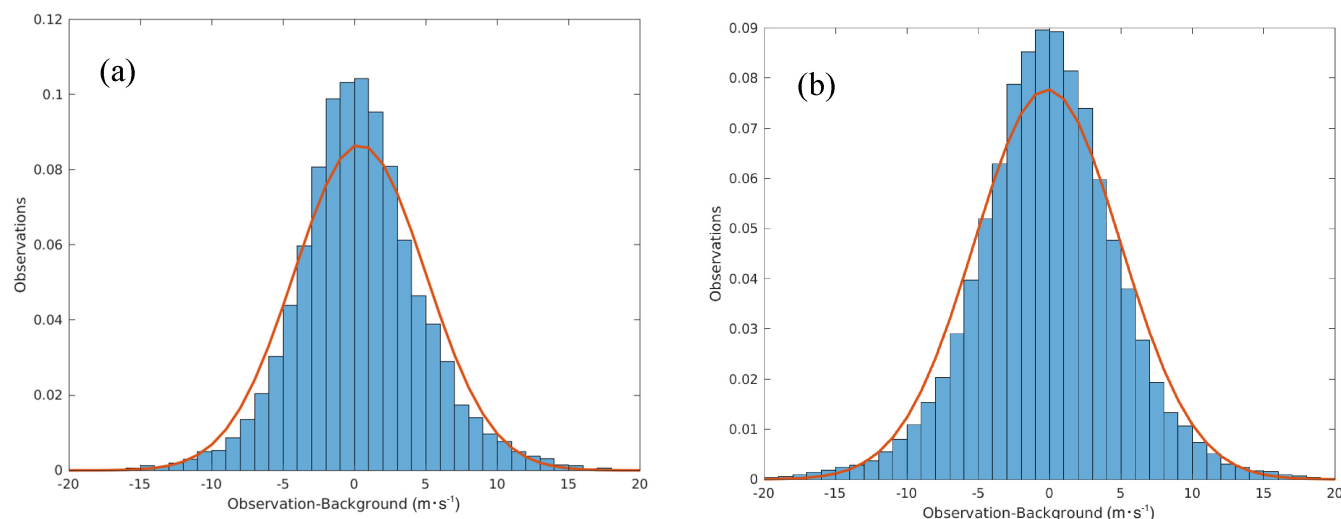 (a)
0.12
0.1
0.08
0.06
0.04
0.02
0
-20 -15 -10 -5 0 5 10 15 20
Observations
Observation-Background (m·s⁻¹)
(b)
0.09
0.08
0.07
0.06
0.05
0.04
0.03
0.02
0.01
0
-20 -15 -10 -5 0 5 10 15 20
Observations
Observation-Background (m·s⁻¹)